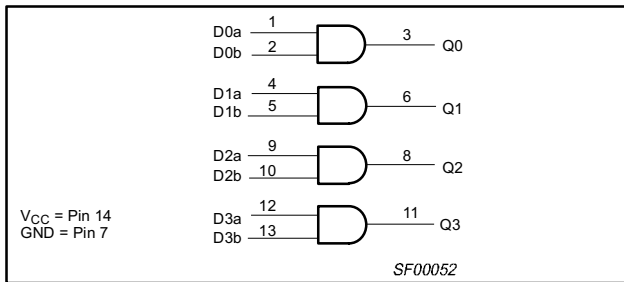 D0a 1
D0b 2
3 Q0
D1a 4
D1b 5
6 Q1
D2a 9
D2b 10
8 Q2
D3a 12
D3b 13
11 Q3
VCC = Pin 14
GND = Pin 7
SF00052